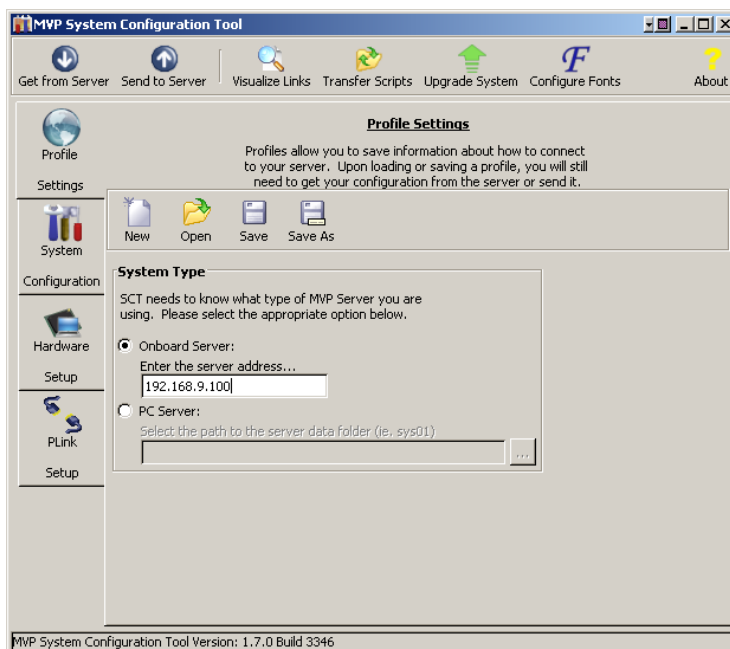 MVP System Configuration Tool
Get from Server Send to Server Visualize Links Transfer Scripts Upgrade System Configure Fonts About
Profile
Settings
System
Configuration
Hardware
Setup
PLink
Setup
Profile Settings
Profiles allow you to save information about how to connect
to your server. Upon loading or saving a profile, you will still
need to get your configuration from the server or send it.
New Open Save Save As
System Type
SCT needs to know what type of MVP Server you are
using. Please select the appropriate option below.
Onboard Server:
Enter the server address...
192.168.9.100
PC Server:
Select the path to the server data folder (ie. sys01)
...
MVP System Configuration Tool Version: 1.7.0 Build 3346